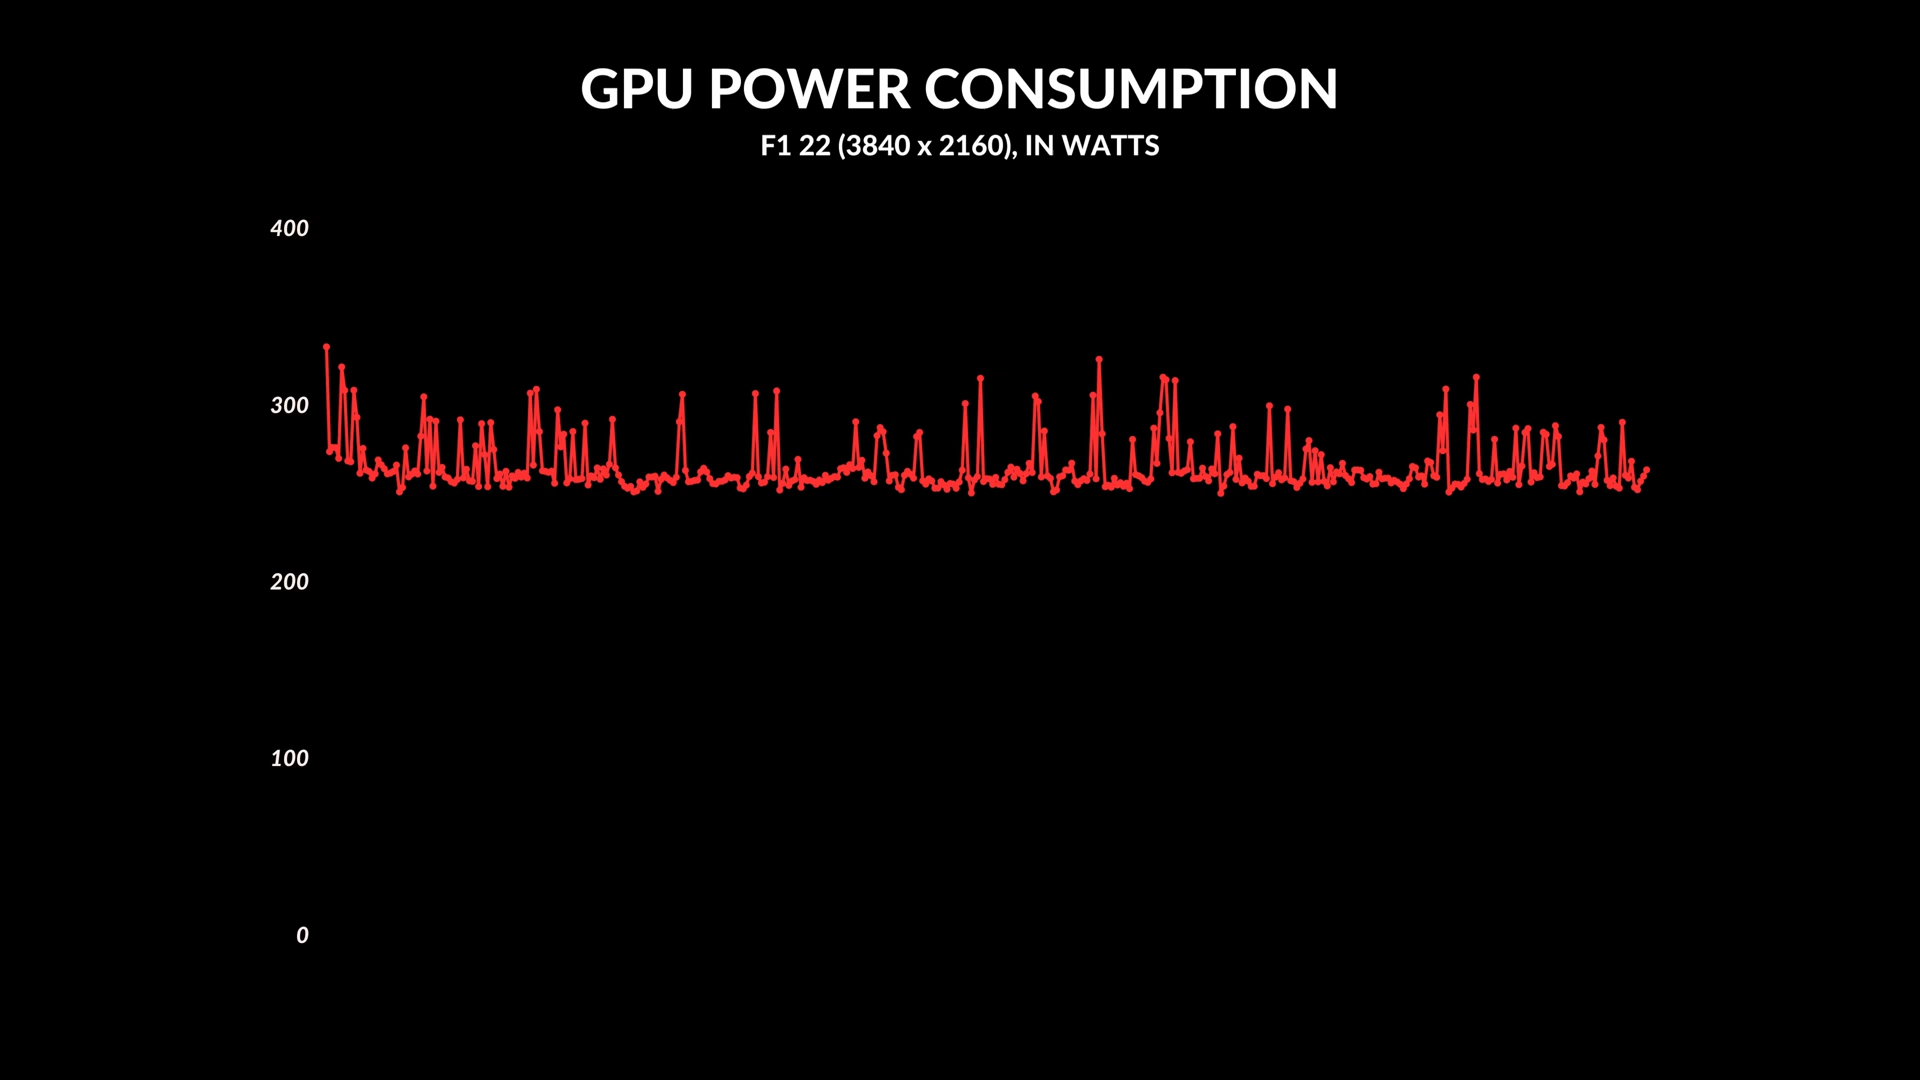 GPU POWER CONSUMPTION
F1 22 (3840 x 2160), IN WATTS
400
300
200
100
0